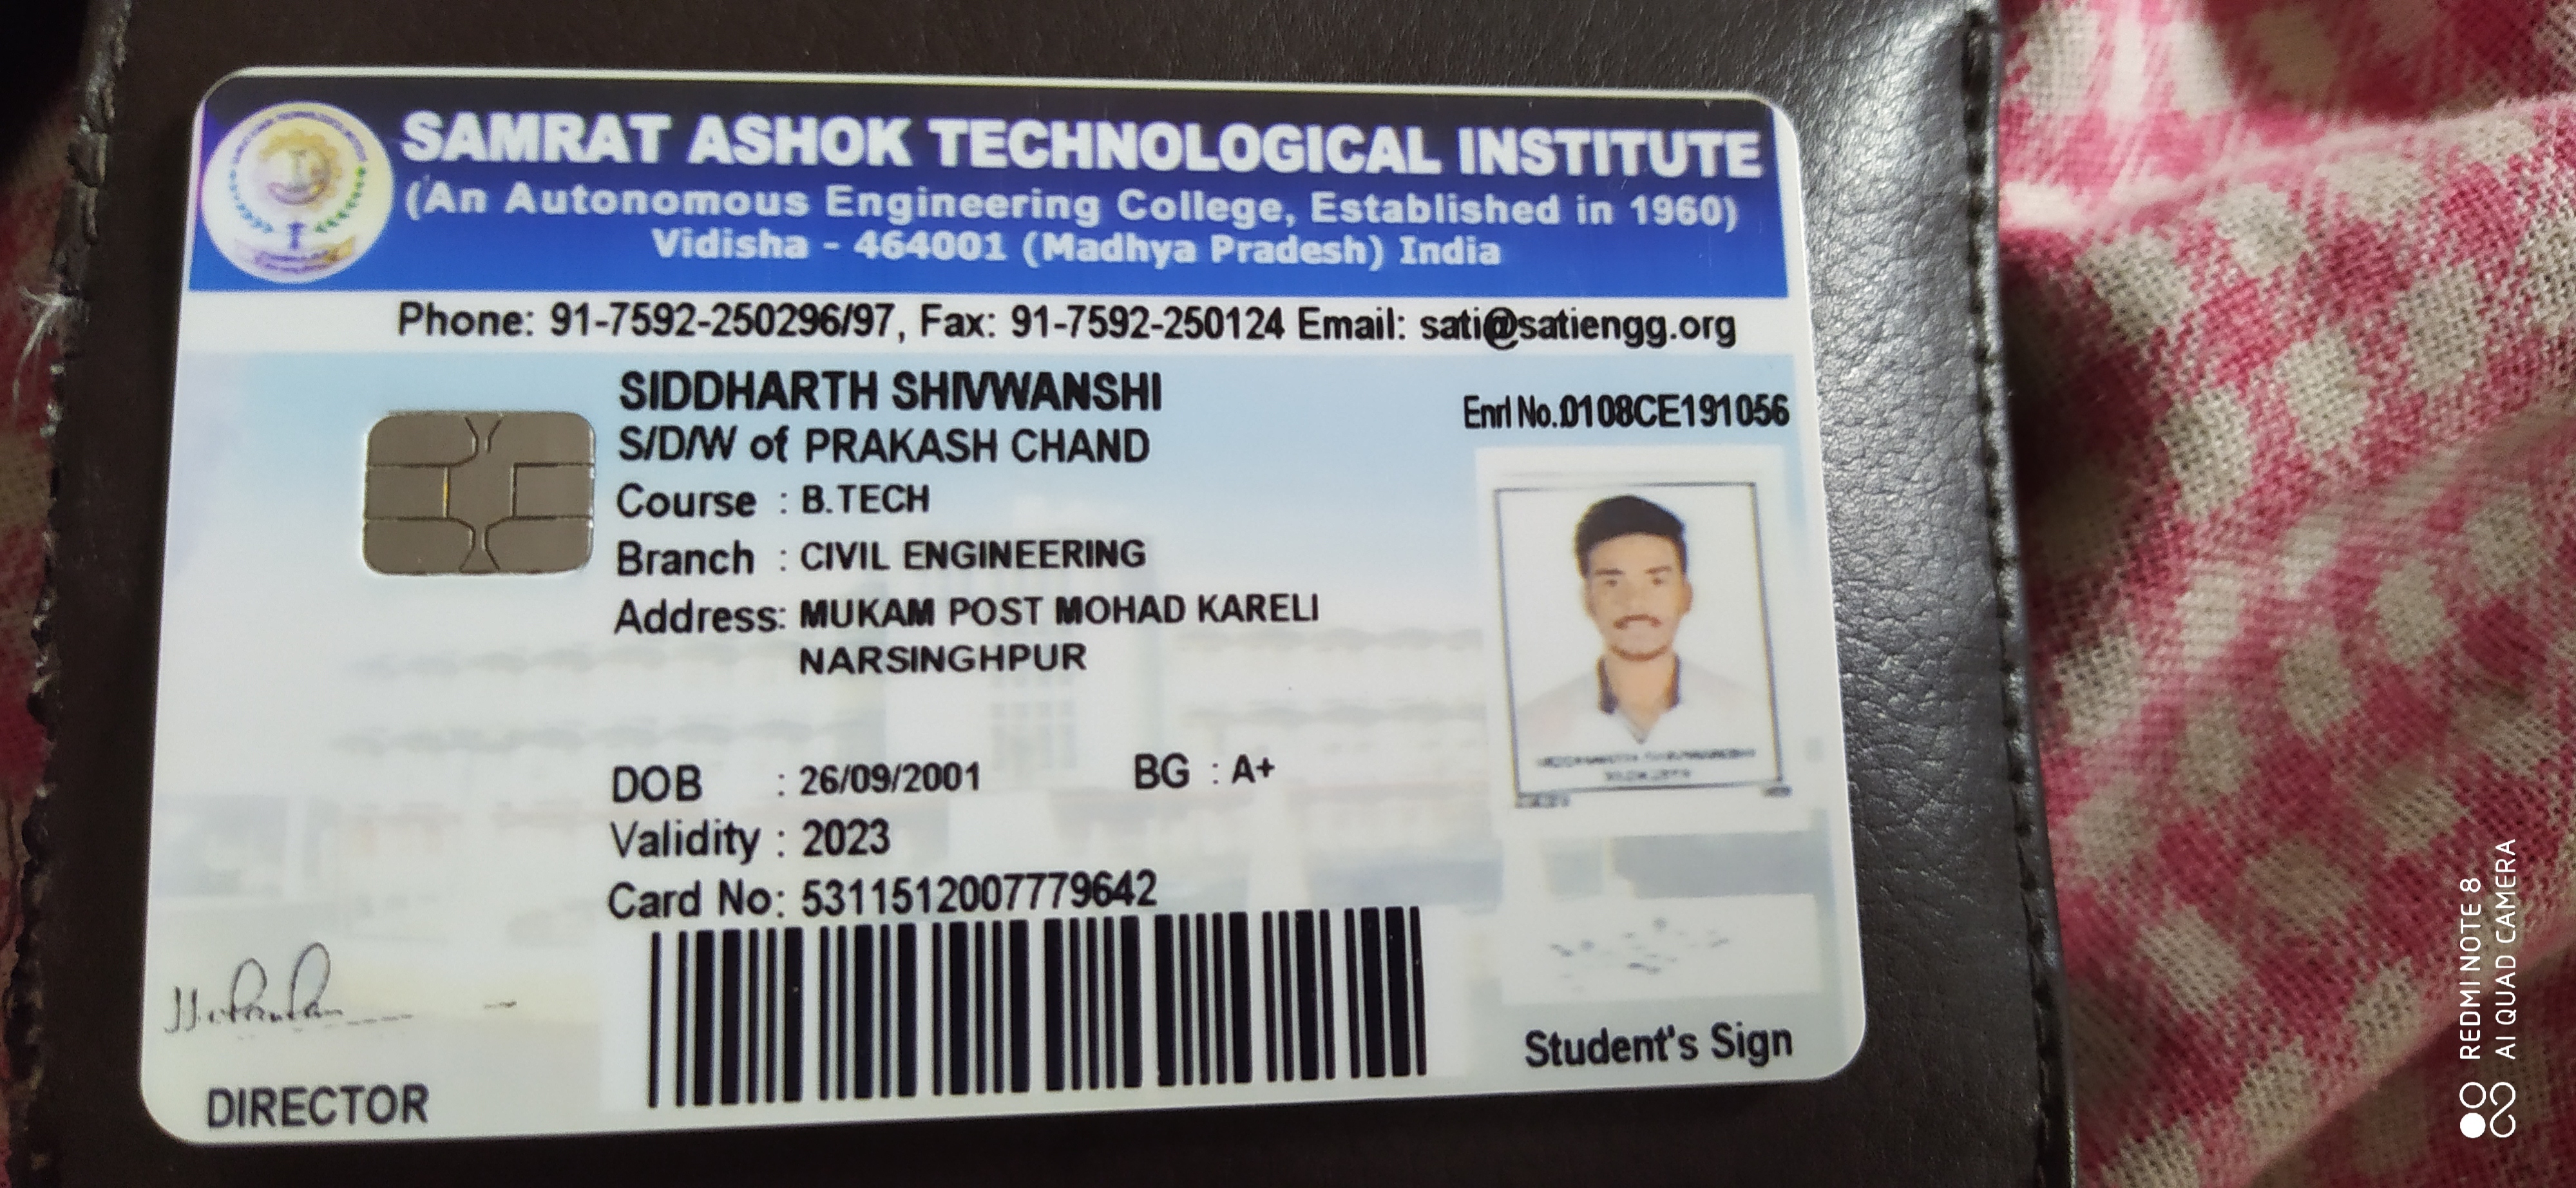 SAMRAT ASHOK TECHNOLOGICAL INSTITUTE
(An Autonomous Engineering College, Established in 1960)
Vidisha - 464001 (Madhya Pradesh) India
Phone: 91-7592-250296/97, Fax: 91-7592-250124 Email: sati@satiengg.org
SIDDHARTH SHIVWANSHI
Enrl No.0108CE191056
S/D/W of PRAKASH CHAND
Course : B.TECH
Branch : CIVIL ENGINEERING
Address: MUKAM POST MOHAD KARELI
NARSINGHPUR
DOB : 26/09/2001 BG : A+
Validity : 2023
Card No: 5311512007779642
DIRECTOR
Student's Sign
REDMI NOTE 8
AI QUAD CAMERA